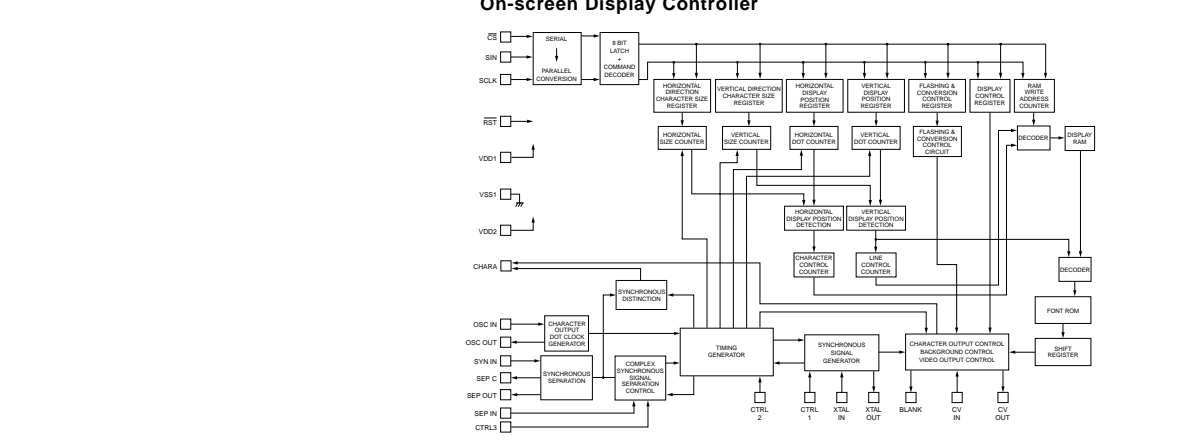 On-screen Display Controller
CS
SIN
SCLK
SERIAL
PARALLEL
CONVERSION
8 BIT
LATCH
+
COMMAND
DECODER
HORIZONTAL
DIRECTION
CHARACTER SIZE
REGISTER
VERTICAL DIRECTION
CHARACTER SIZE
REGISTER
HORIZONTAL
DISPLAY
POSITION
REGISTER
VERTICAL
DISPLAY
POSITION
REGISTER
FLASHING &
CONVERSION
CONTROL
REGISTER
DISPLAY
CONTROL
REGISTER
RAM
WRITE
ADDRESS
COUNTER
RST
HORIZONTAL
SIZE COUNTER
VERTICAL
SIZE COUNTER
HORIZONTAL
DOT COUNTER
VERTICAL
DOT COUNTER
FLASHING &
CONVERSION
CONTROL
CIRCUIT
DECODER
DISPLAY
RAM
VDD1
VSS1
VDD2
HORIZONTAL
DISPLAY POSITION
DETECTION
VERTICAL
DISPLAY POSITION
DETECTION
CHARA
CHARACTER
CONTROL
COUNTER
LINE
CONTROL
COUNTER
DECODER
SYNCHRONOUS
DISTINCTION
FONT ROM
OSC IN
OSC OUT
CHARACTER
OUTPUT
DOT CLOCK
GENERATOR
TIMING
GENERATOR
SYNCHRONOUS
SIGNAL
GENERATOR
CHARACTER OUTPUT CONTROL
BACKGROUND CONTROL
VIDEO OUTPUT CONTROL
SHIFT
REGISTER
SYN IN
SEP C
SEP OUT
SYNCHRONOUS
SEPARATION
COMPLEX
SYNCHRONOUS
SIGNAL
SEPARATION
CONTROL
SEP IN
CTRL3
CTRL
2
CTRL
1
XTAL
IN
XTAL
OUT
BLANK
CV
IN
CV
OUT